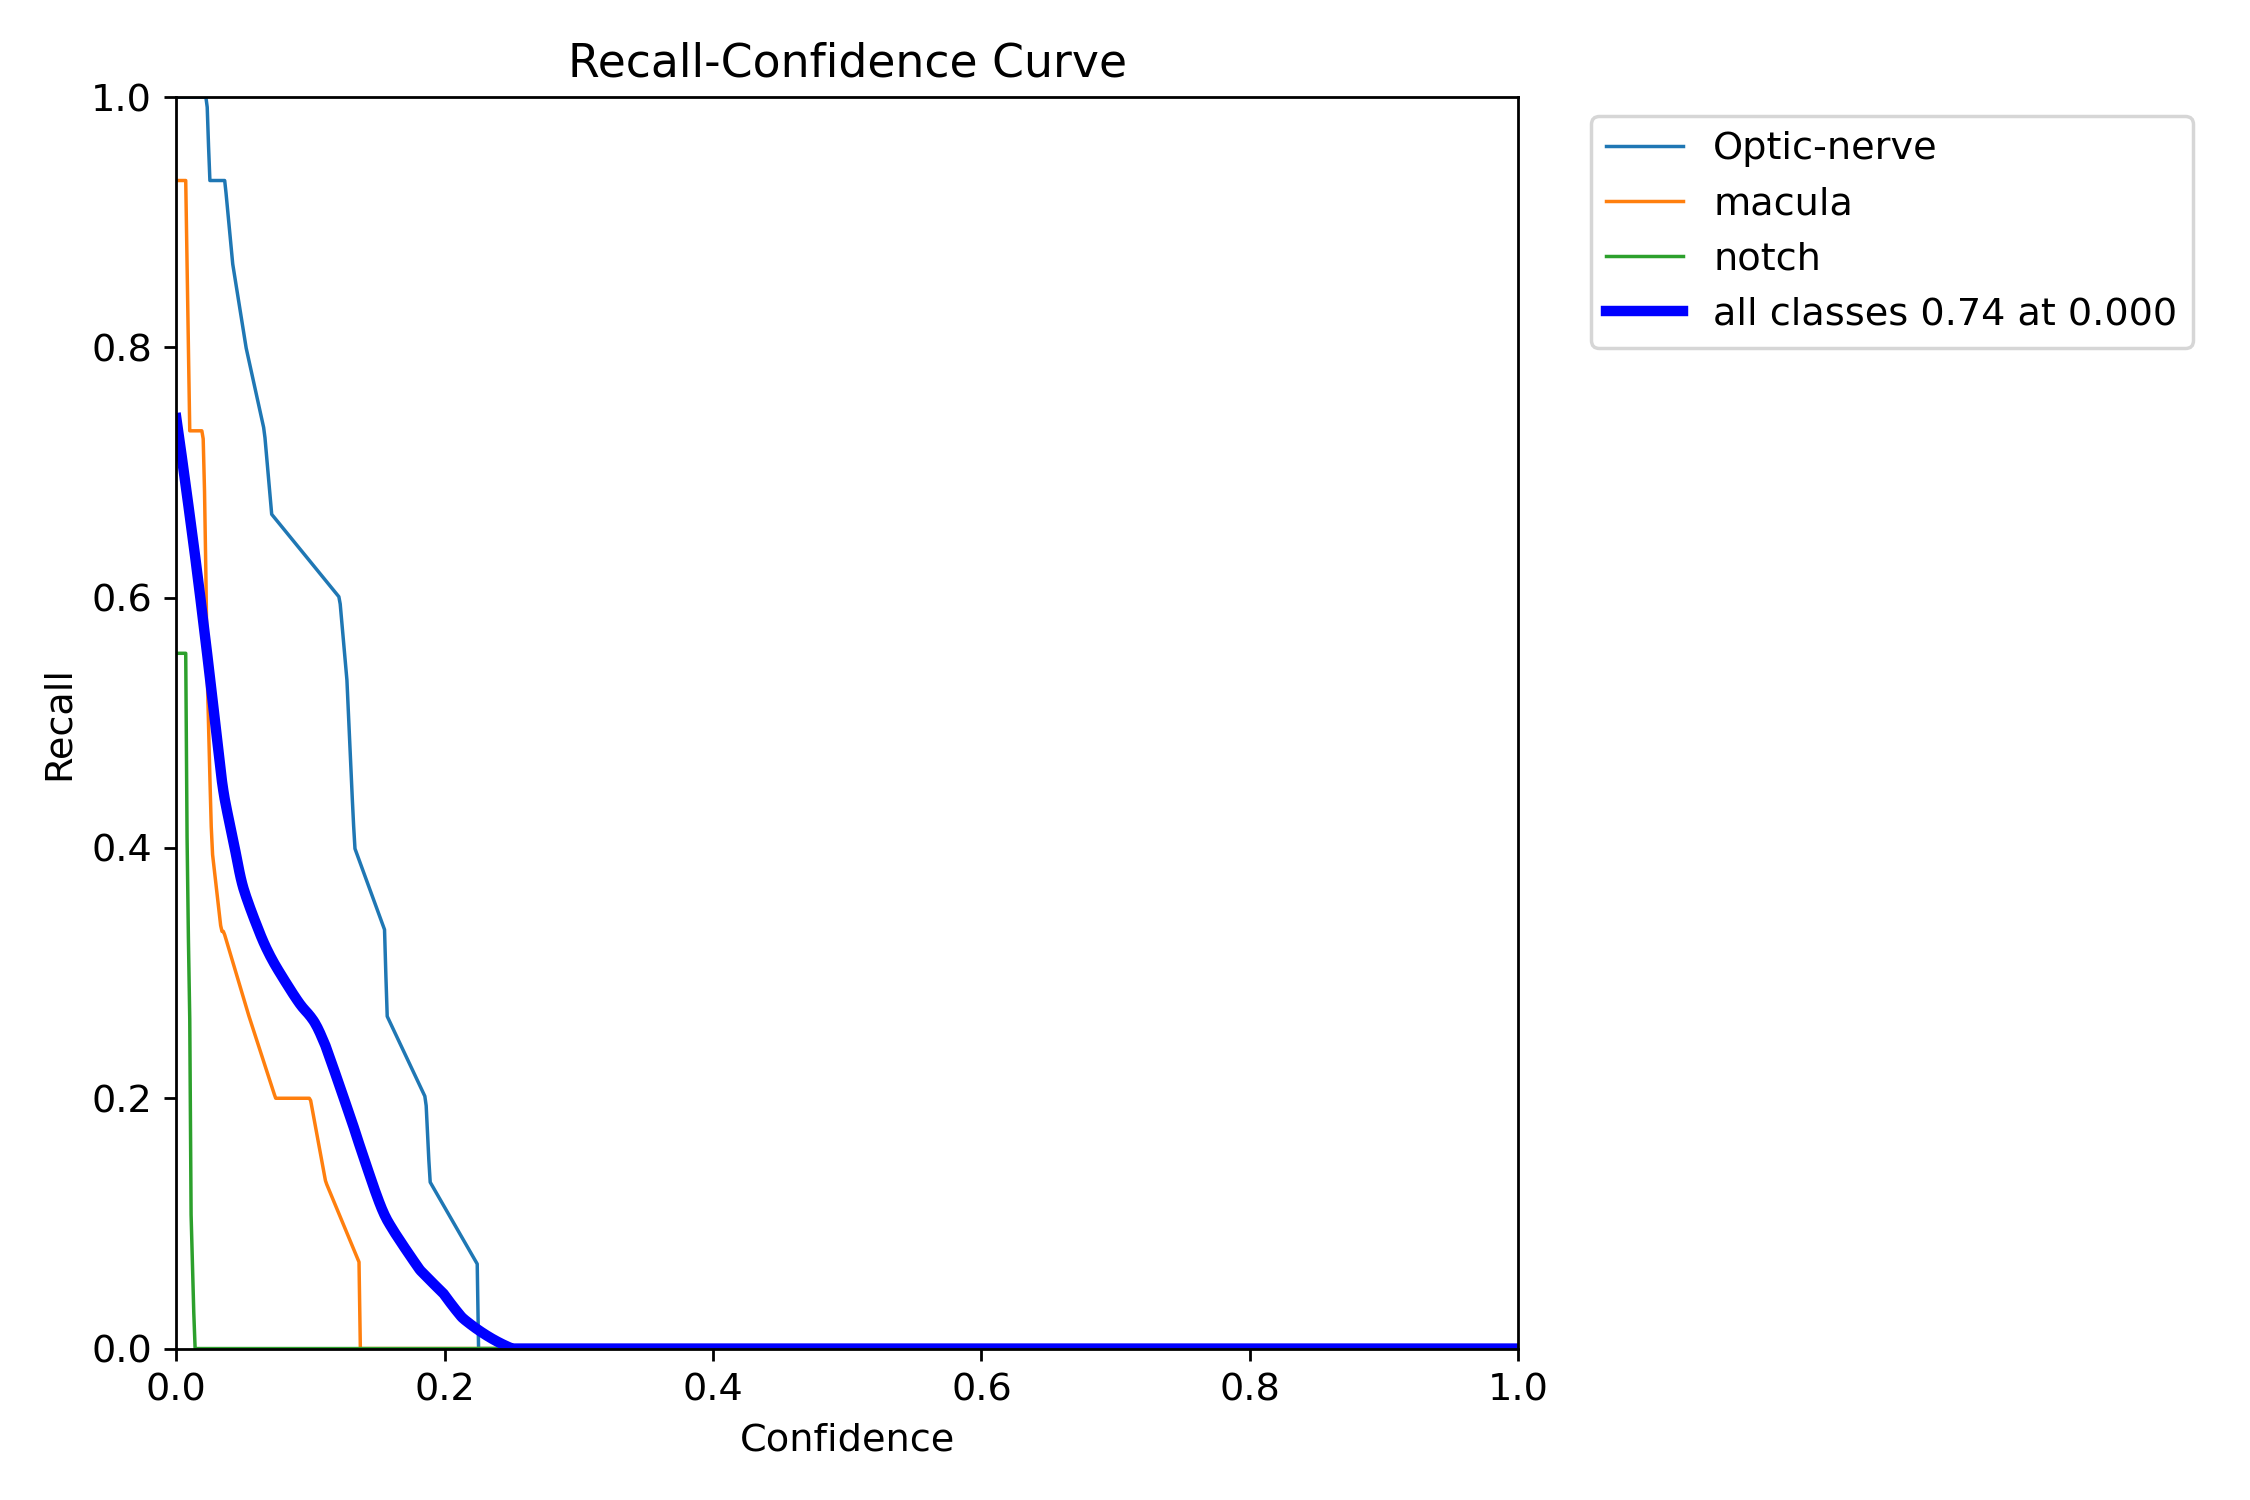 Recall-Confidence Curve
1.0
0.8
0.6
0.4
0.2
0.0
Recall
0.0 0.2 0.4 0.6 0.8 1.0
Confidence
Optic-nerve
macula
notch
all classes 0.74 at 0.000